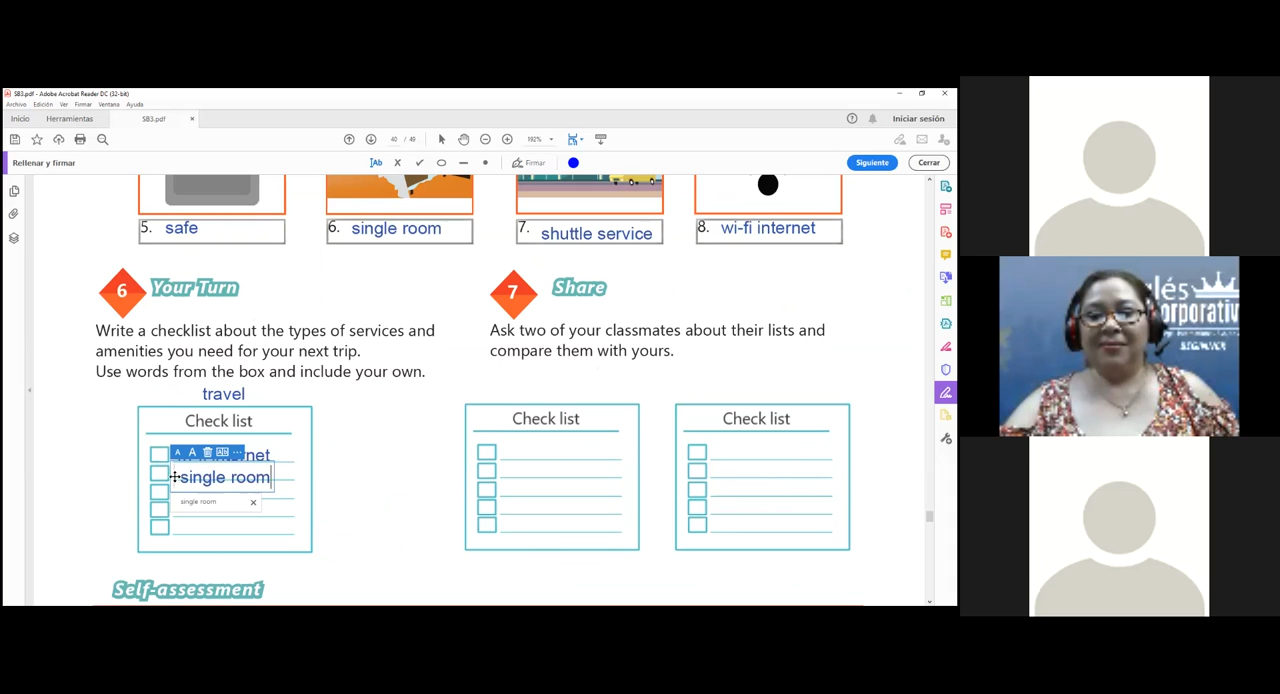 SB3.pdf - Adobe Acrobat Reader DC (32-bit)
Archivo Edición Ver Firmar Ventana Ayuda
Inicio Herramientas SB3.pdf × Iniciar sesión
40 / 49 192%
Rellenar y firmar Ab Firmar Siguiente Cerrar
5. safe
6. single room
7. shuttle service
8. wi-fi internet
6 Your Turn
Write a checklist about the types of services and
amenities you need for your next trip.
Use words from the box and include your own.
travel
Check list
single room
single room
7 Share
Ask two of your classmates about their lists and
compare them with yours.
Check list
Check list
Self-assessment
glés
orporativ
BEGINNER